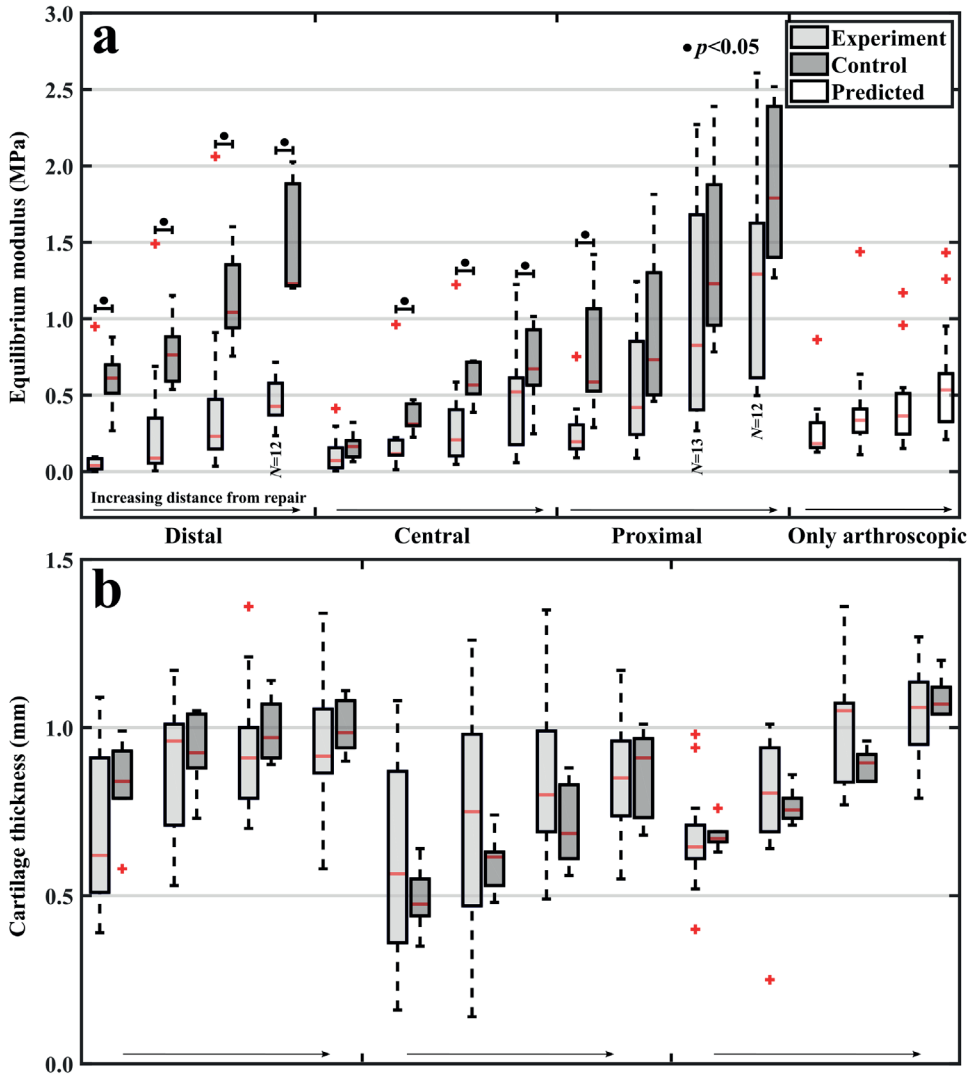 a
3.0
2.5
2.0
1.5
1.0
0.5
0.0
Equilibrium modulus (MPa)
• p<0.05
Experiment
Control
Predicted
N=12
N=13
N=12
Increasing distance from repair
Distal
Central
Proximal
Only arthroscopic
b
1.5
1.0
0.5
0.0
Cartilage thickness (mm)